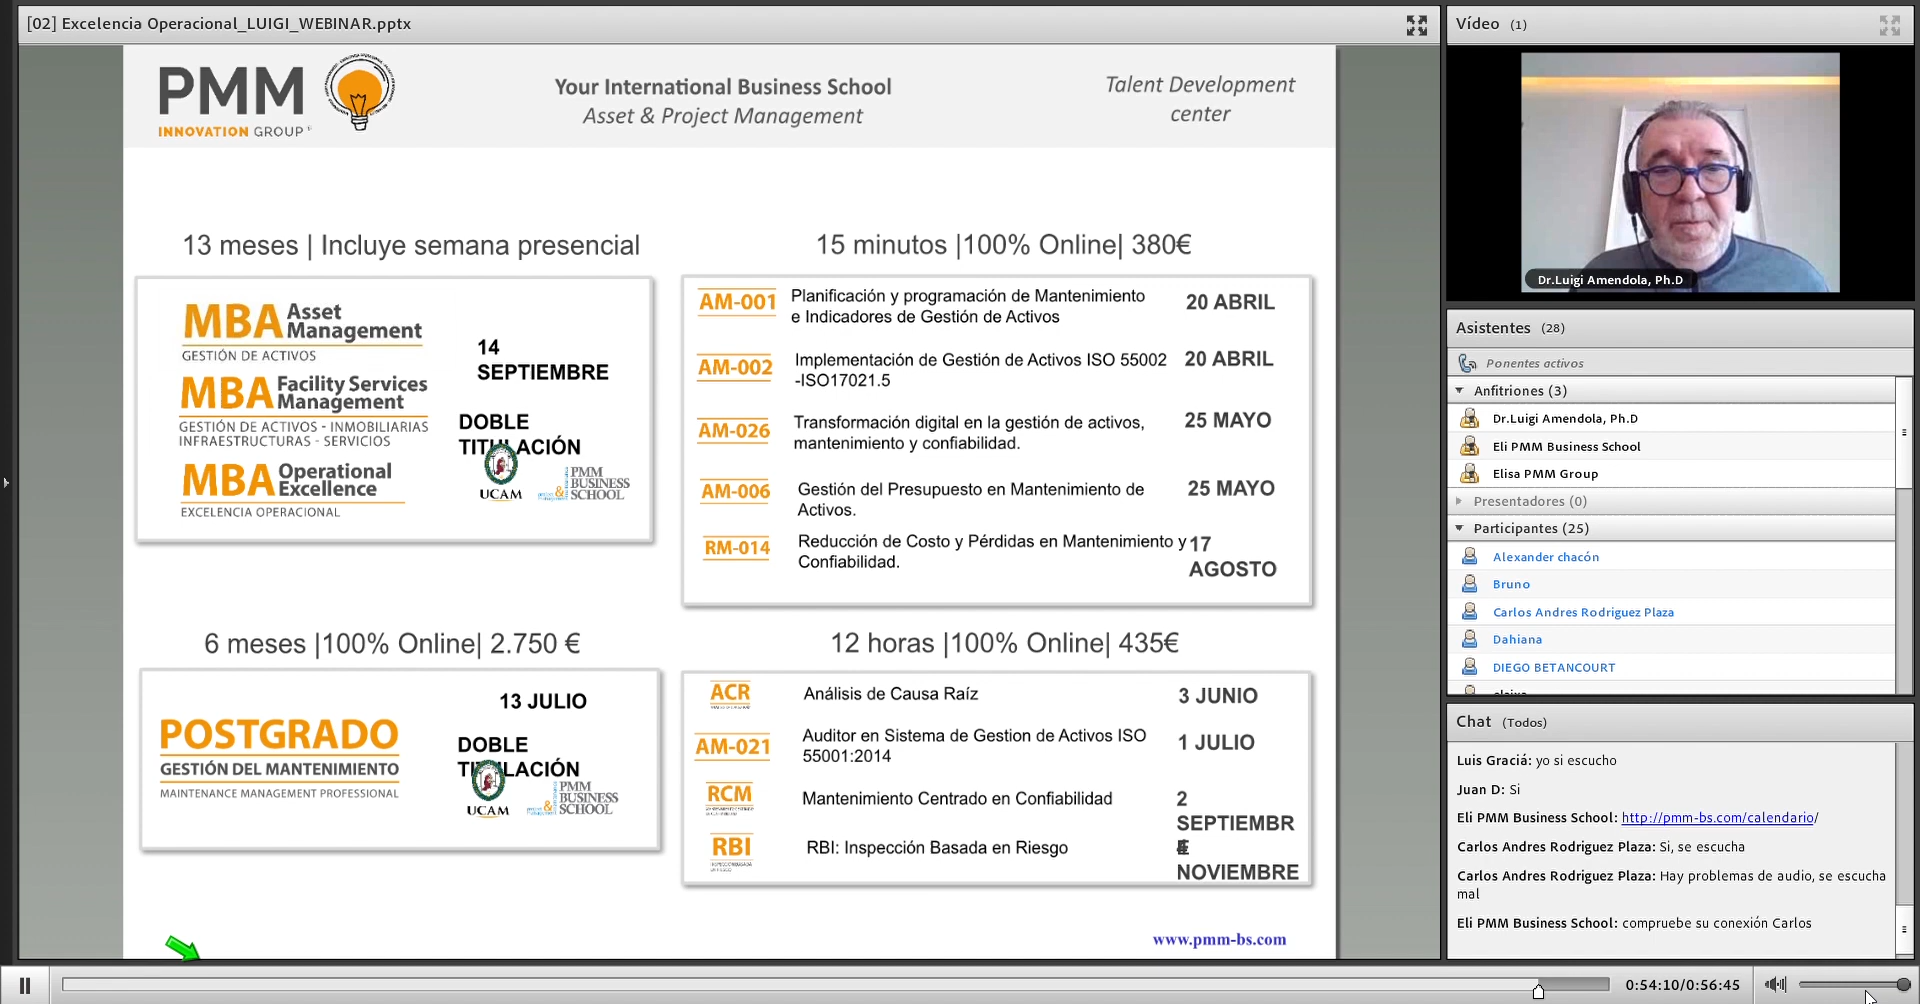 [02] Excelencia Operacional_LUIGI_WEBINAR.pptx
PMM
INNOVATION GROUP
Your International Business School
Asset & Project Management
Talent Development
center
13 meses | Incluye semana presencial
MBA Asset
Management
GESTIÓN DE ACTIVOS
MBA Facility Services
Management
GESTIÓN DE ACTIVOS - INMOBILIARIAS
INFRAESTRUCTURAS - SERVICIOS
MBA Operational
Excellence
EXCELENCIA OPERACIONAL
14
SEPTIEMBRE
DOBLE
TITULACIÓN
UCAM
PMM
BUSINESS
SCHOOL
15 minutos |100% Online| 380€
AM-001 Planificación y programación de Mantenimiento 20 ABRIL
e Indicadores de Gestión de Activos
AM-002 Implementación de Gestión de Activos ISO 55002 20 ABRIL
-ISO17021.5
AM-026 Transformación digital en la gestión de activos, 25 MAYO
mantenimiento y confiabilidad.
AM-006 Gestión del Presupuesto en Mantenimiento de 25 MAYO
Activos.
RM-014 Reducción de Costo y Pérdidas en Mantenimiento y 17
Confiabilidad. AGOSTO
6 meses |100% Online| 2.750 €
POSTGRADO
GESTIÓN DEL MANTENIMIENTO
MAINTENANCE MANAGEMENT PROFESSIONAL
13 JULIO
DOBLE
TITULACIÓN
UCAM
PMM
BUSINESS
SCHOOL
12 horas |100% Online| 435€
ACR Análisis de Causa Raíz 3 JUNIO
AM-021 Auditor en Sistema de Gestion de Activos ISO 1 JULIO
55001:2014
RCM Mantenimiento Centrado en Confiabilidad 2
SEPTIEMBR
RBI RBI: Inspección Basada en Riesgo
NOVIEMBRE
www.pmm-bs.com
0:54:10/0:56:45
Vídeo (1)
Dr.Luigi Amendola, Ph.D
Asistentes (28)
Ponentes activos
Anfitriones (3)
Dr.Luigi Amendola, Ph.D
Eli PMM Business School
Elisa PMM Group
Presentadores (0)
Participantes (25)
Alexander chacón
Bruno
Carlos Andres Rodriguez Plaza
Dahiana
DIEGO BETANCOURT
Chat (Todos)
Luis Graciá: yo si escucho
Juan D: Si
Eli PMM Business School: http://pmm-bs.com/calendario/
Carlos Andres Rodriguez Plaza: Si, se escucha
Carlos Andres Rodriguez Plaza: Hay problemas de audio, se escucha
mal
Eli PMM Business School: compruebe su conexión Carlos